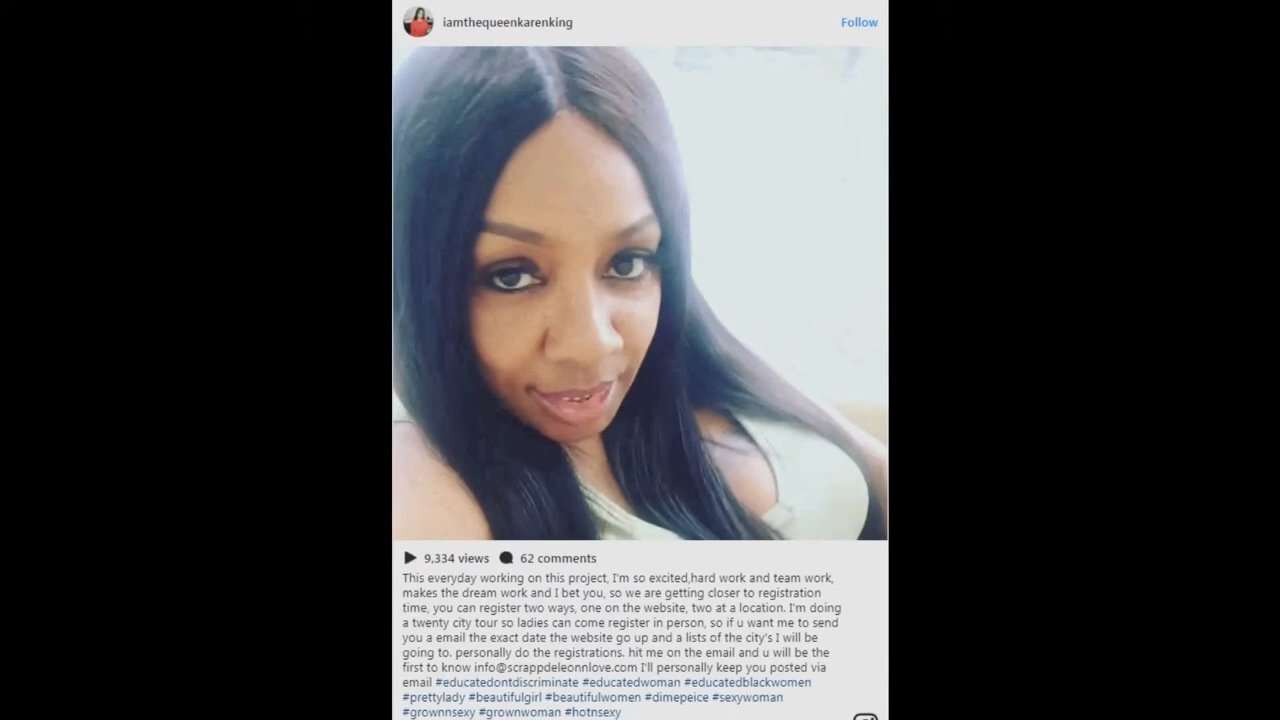 iamthequeenkarenking
Follow
9,334 views 62 comments
This everyday working on this project, I'm so excited,hard work and team work,
makes the dream work and I bet you, so we are getting closer to registration
time, you can register two ways, one on the website, two at a location. I'm doing
a twenty city tour so ladies can come register in person, so if u want me to send
you a email the exact date the website go up and a lists of the city's I will be
going to. personally do the registrations. hit me on the email and u will be the
first to know info@scrappdeleonnlove.com I'll personally keep you posted via
email #educatedontdiscriminate #educatedwoman #educatedblackwomen
#prettylady #beautifulgirl #beautifulwomen #dimepeice #sexywoman
#grownnsexy #grownwoman #hotnsexy